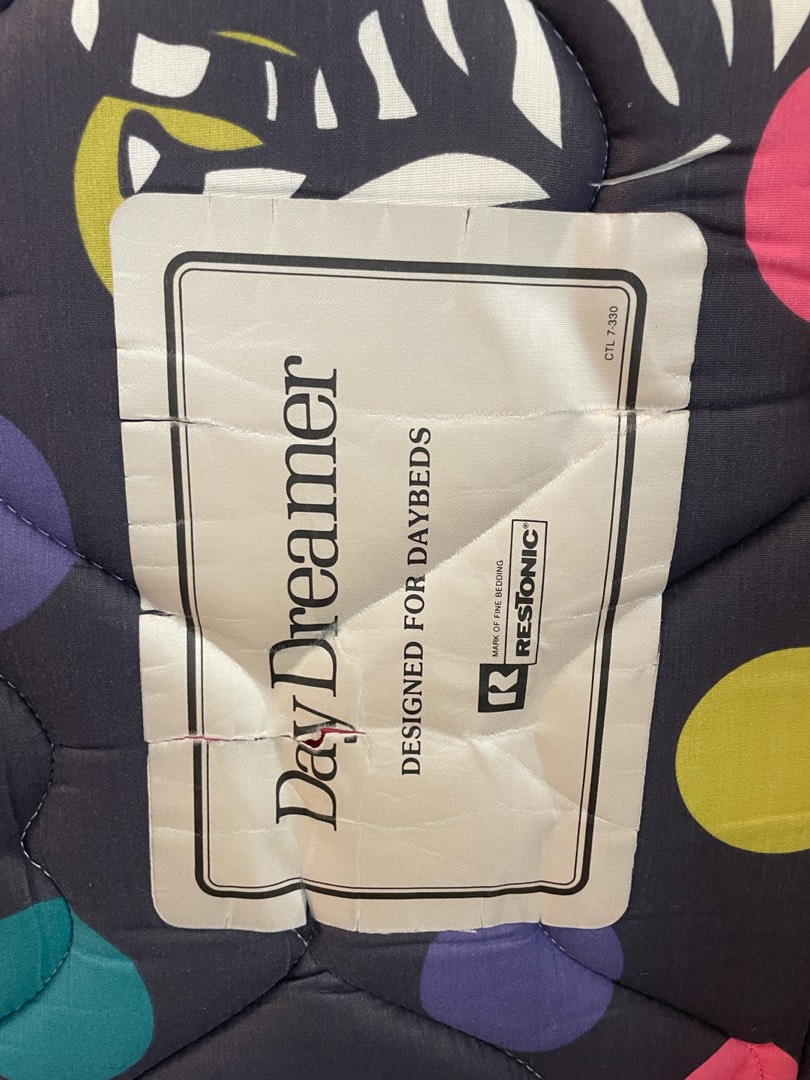 Day Dreamer
DESIGNED FOR DAYBEDS
R MARK OF FINE BEDDING
RESTONIC®
CTL 7-330